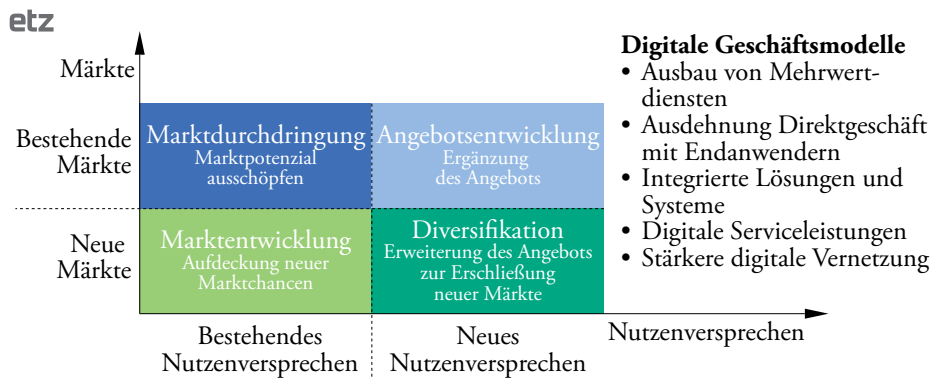 etz
Märkte
Bestehende
Märkte
Marktdurchdringung
Marktpotenzial
ausschöpfen
Angebotsentwicklung
Ergänzung
des Angebots
Neue
Märkte
Marktentwicklung
Aufdeckung neuer
Marktchancen
Diversifikation
Erweiterung des Angebots
zur Erschließung
neuer Märkte
Bestehendes
Nutzenversprechen
Neues
Nutzenversprechen
Nutzenversprechen
Digitale Geschäftsmodelle
• Ausbau von Mehrwert-
diensten
• Ausdehnung Direktgeschäft
mit Endanwendern
• Integrierte Lösungen und
Systeme
• Digitale Serviceleistungen
• Stärkere digitale Vernetzung